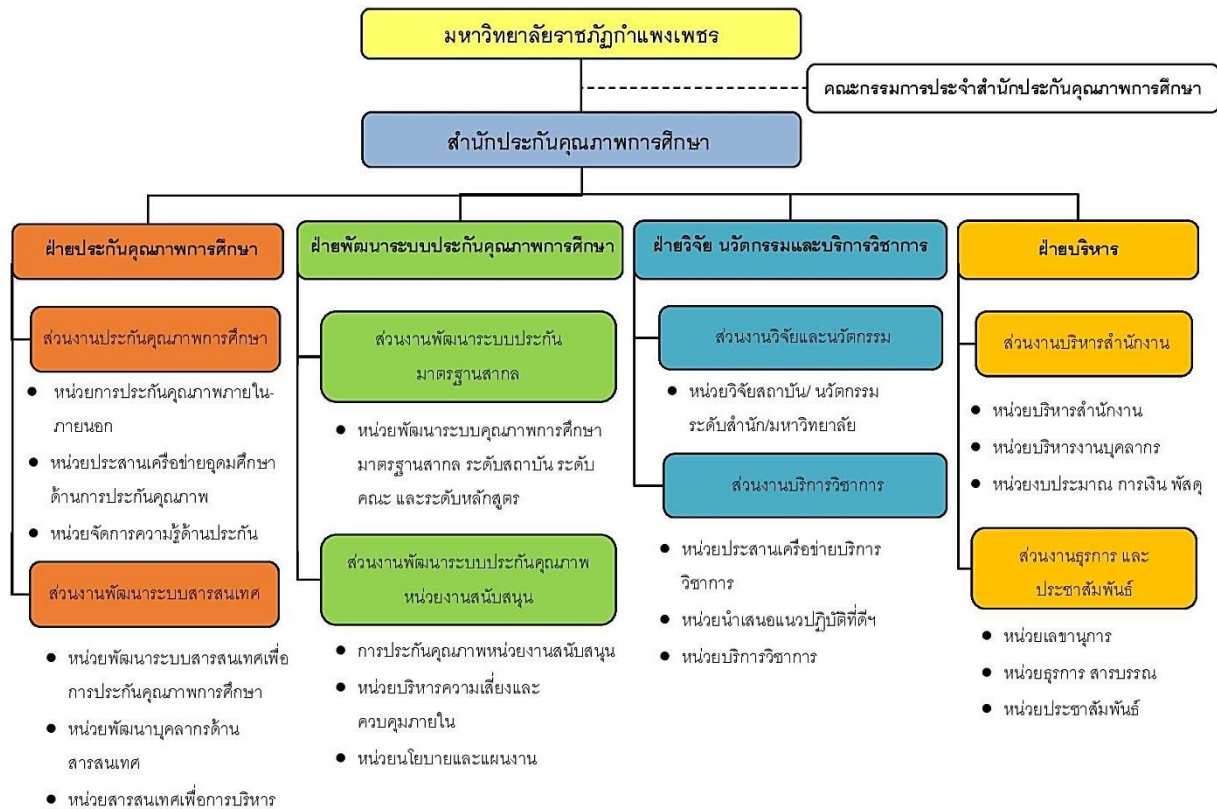 มหาวิทยาลัยราชภัฏกำแพงเพชร
คณะกรรมการประจำสำนักประกันคุณภาพการศึกษา
สำนักประกันคุณภาพการศึกษา
ฝ่ายประกันคุณภาพการศึกษา
ส่วนงานประกันคุณภาพการศึกษา
● หน่วยการประกันคุณภาพภายใน-
ภายนอก
● หน่วยประสานเครือข่ายอุดมศึกษา
ด้านการประกันคุณภาพ
● หน่วยจัดการความรู้ด้านประกัน
ส่วนงานพัฒนาระบบสารสนเทศ
● หน่วยพัฒนาระบบสารสนเทศเพื่อ
การประกันคุณภาพการศึกษา
● หน่วยพัฒนาบุคลากรด้าน
สารสนเทศ
● หน่วยสารสนเทศเพื่อการบริหาร
ฝ่ายพัฒนาระบบประกันคุณภาพการศึกษา
ส่วนงานพัฒนาระบบประกัน
มาตรฐานสากล
● หน่วยพัฒนาระบบคุณภาพการศึกษา
มาตรฐานสากล ระดับสถาบัน ระดับ
คณะ และระดับหลักสูตร
ส่วนงานพัฒนาระบบประกันคุณภาพ
หน่วยงานสนับสนุน
● การประกันคุณภาพหน่วยงานสนับสนุน
● หน่วยบริหารความเสี่ยงและ
ควบคุมภายใน
● หน่วยนโยบายและแผนงาน
ฝ่ายวิจัย นวัตกรรมและบริการวิชาการ
ส่วนงานวิจัยและนวัตกรรม
● หน่วยวิจัยสถาบัน/ นวัตกรรม
ระดับสำนัก/มหาวิทยาลัย
ส่วนงานบริการวิชาการ
● หน่วยประสานเครือข่ายบริการ
วิชาการ
● หน่วยนำเสนอแนวปฏิบัติที่ดีฯ
● หน่วยบริการวิชาการ
ฝ่ายบริหาร
ส่วนงานบริหารสำนักงาน
● หน่วยบริหารสำนักงาน
● หน่วยบริหารงานบุคลากร
● หน่วยงบประมาณ การเงิน พัสดุ
ส่วนงานธุรการ และ
ประชาสัมพันธ์
● หน่วยเลขานุการ
● หน่วยธุรการ สารบรรณ
● หน่วยประชาสัมพันธ์